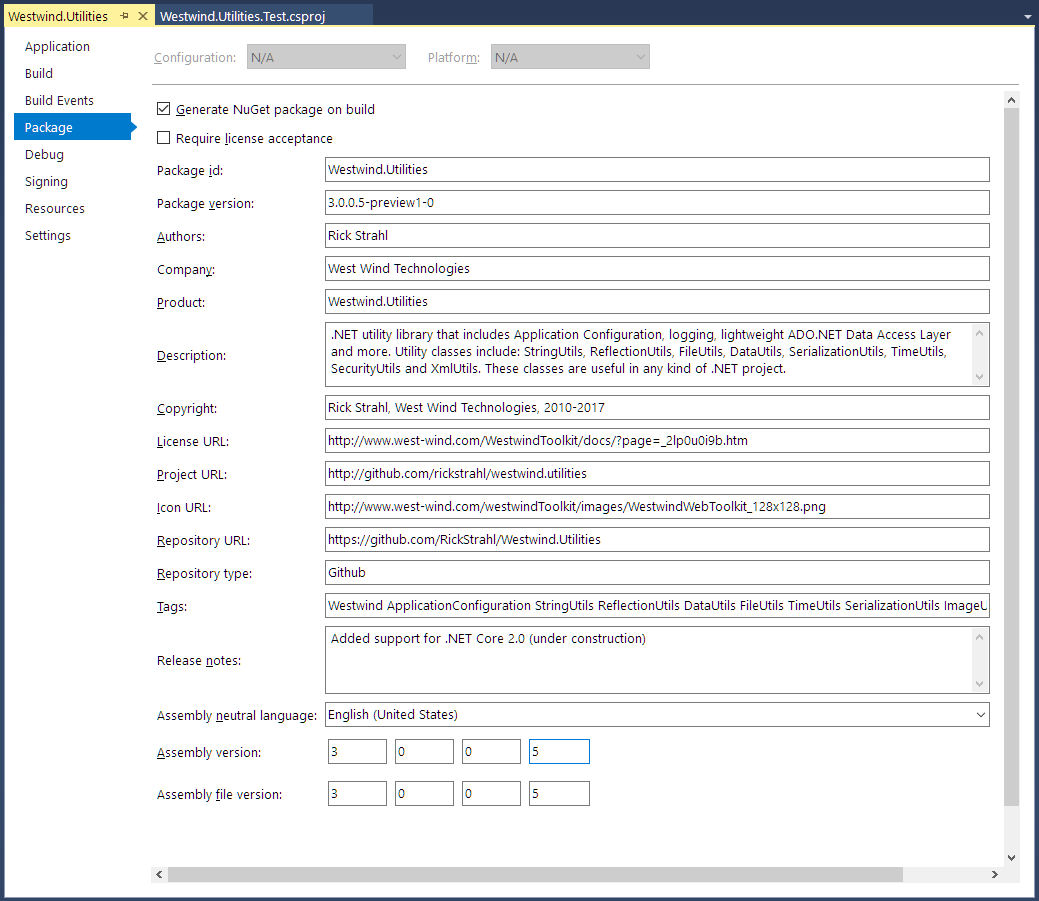 Westwind.Utilities
Westwind.Utilities.Test.csproj
Application
Build
Build Events
Package
Debug
Signing
Resources
Settings
Configuration: N/A
Platform: N/A
Generate NuGet package on build
Require license acceptance
Package id: Westwind.Utilities
Package version: 3.0.0.5-preview1-0
Authors: Rick Strahl
Company: West Wind Technologies
Product: Westwind.Utilities
Description:
.NET utility library that includes Application Configuration, logging, lightweight ADO.NET Data Access Layer
and more. Utility classes include: StringUtils, ReflectionUtils, FileUtils, DataUtils, SerializationUtils, TimeUtils,
SecurityUtils and XmlUtils. These classes are useful in any kind of .NET project.
Copyright: Rick Strahl, West Wind Technologies, 2010-2017
License URL: http://www.west-wind.com/WestwindToolkit/docs/?page=_2lp0u0i9b.htm
Project URL: http://github.com/rickstrahl/westwind.utilities
Icon URL: http://www.west-wind.com/westwindToolkit/images/WestwindWebToolkit_128x128.png
Repository URL: https://github.com/RickStrahl/Westwind.Utilities
Repository type: Github
Tags: Westwind ApplicationConfiguration StringUtils ReflectionUtils DataUtils FileUtils TimeUtils SerializationUtils ImageU
Release notes: Added support for .NET Core 2.0 (under construction)
Assembly neutral language: English (United States)
Assembly version: 3 0 0 5
Assembly file version: 3 0 0 5